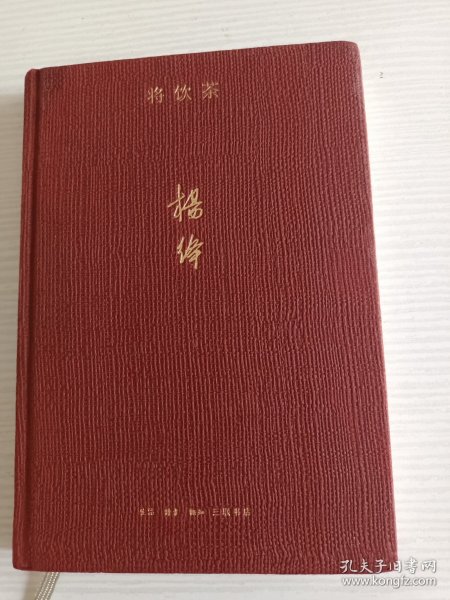 将饮茶
杨绛
生活·读书·新知 三联书店
孔夫子旧书网
www.kongfz.com